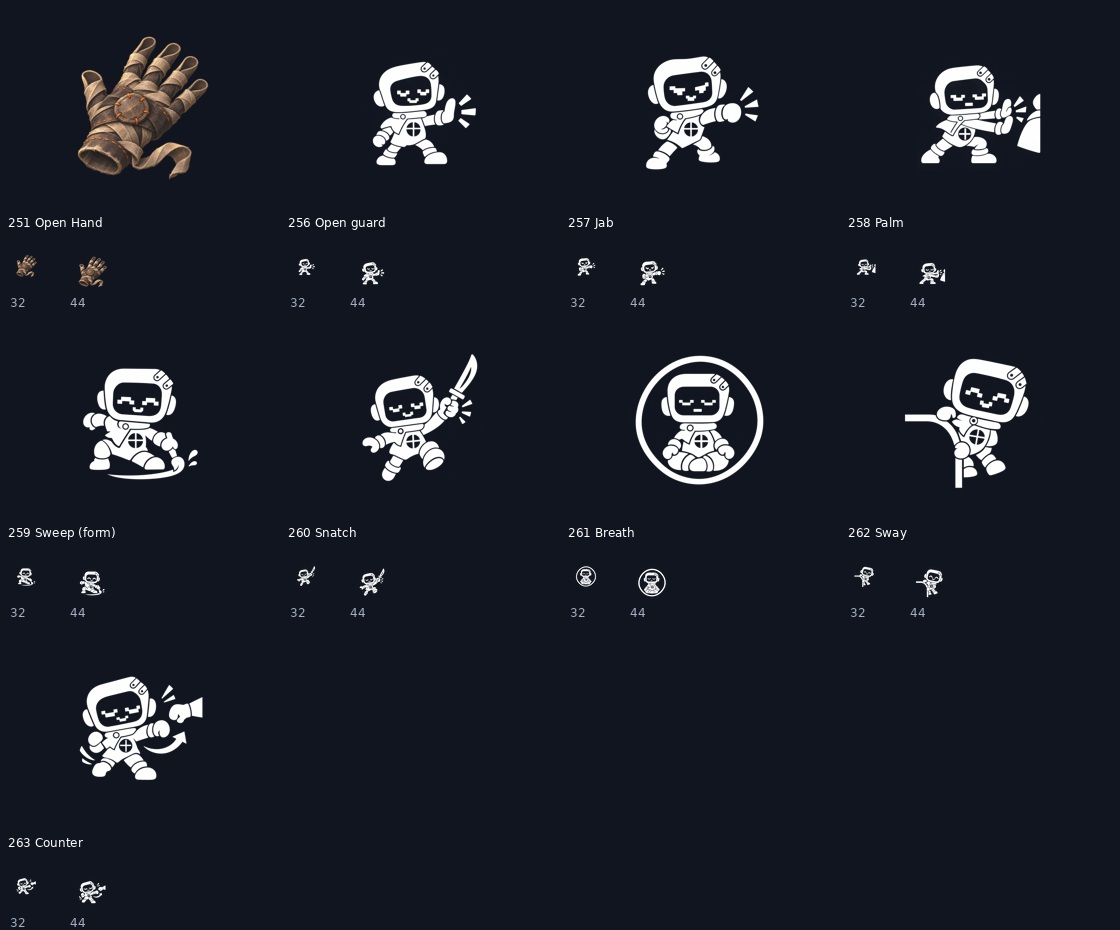 251 Open Hand
256 Open guard
257 Jab
258 Palm
32 44
32 44
32 44
32 44
259 Sweep (form)
260 Snatch
261 Breath
262 Sway
32 44
32 44
32 44
32 44
263 Counter
32 44